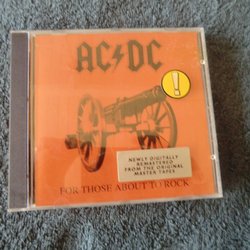 AC⚡DC
!
NEWLY DIGITALLY
REMASTERED
FROM THE ORIGINAL
MASTER TAPES
FOR THOSE ABOUT TO ROCK